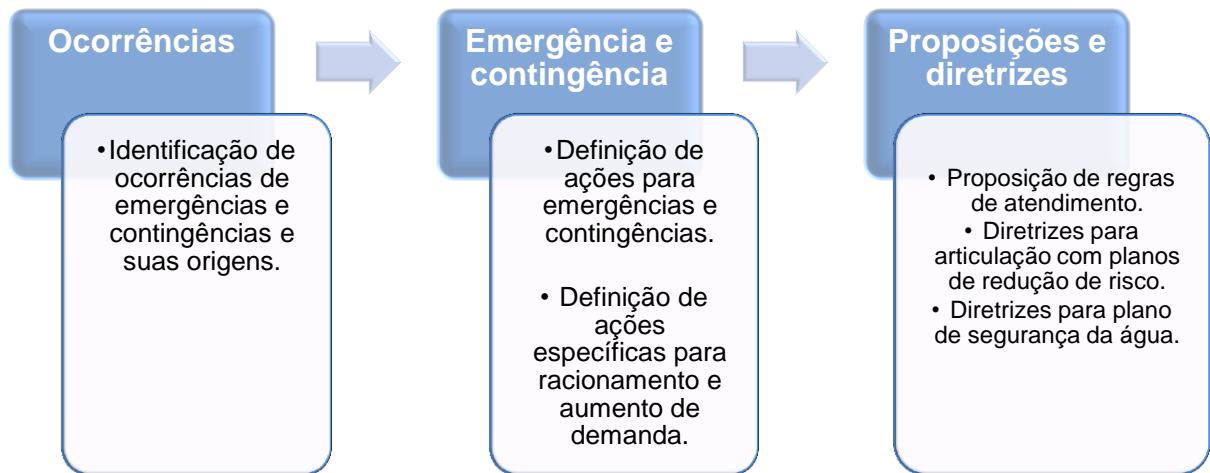 Ocorrências
•Identificação de
ocorrências de
emergências e
contingências e
suas origens.
Emergência e
contingência
•Definição de
ações para
emergências e
contingências.
• Definição de
ações
específicas para
racionamento e
aumento de
demanda.
Proposições e
diretrizes
• Proposição de regras
de atendimento.
• Diretrizes para
articulação com planos
de redução de risco.
• Diretrizes para plano
de segurança da água.